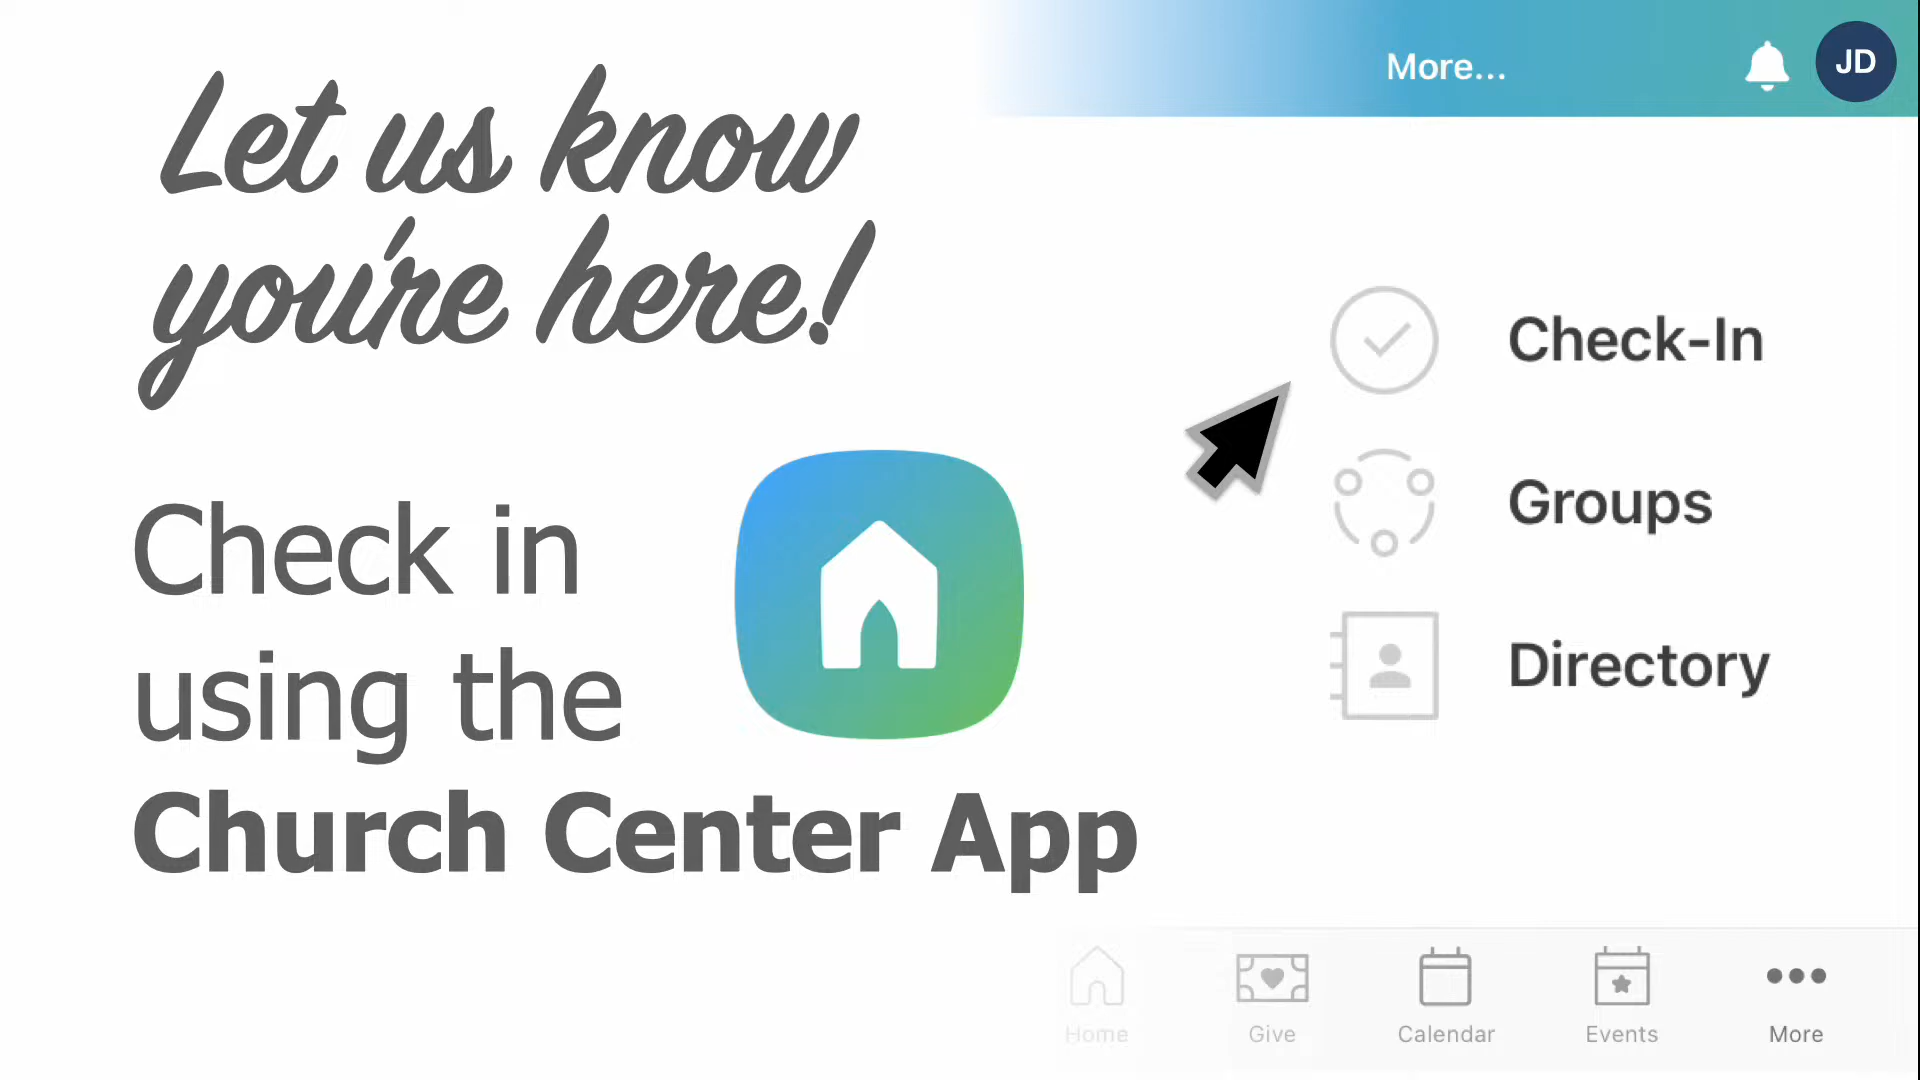 Let us know
you're here!
Check in
using the
Church Center App
More...
JD
Check-In
Groups
Directory
Home
Give
Calendar
Events
More